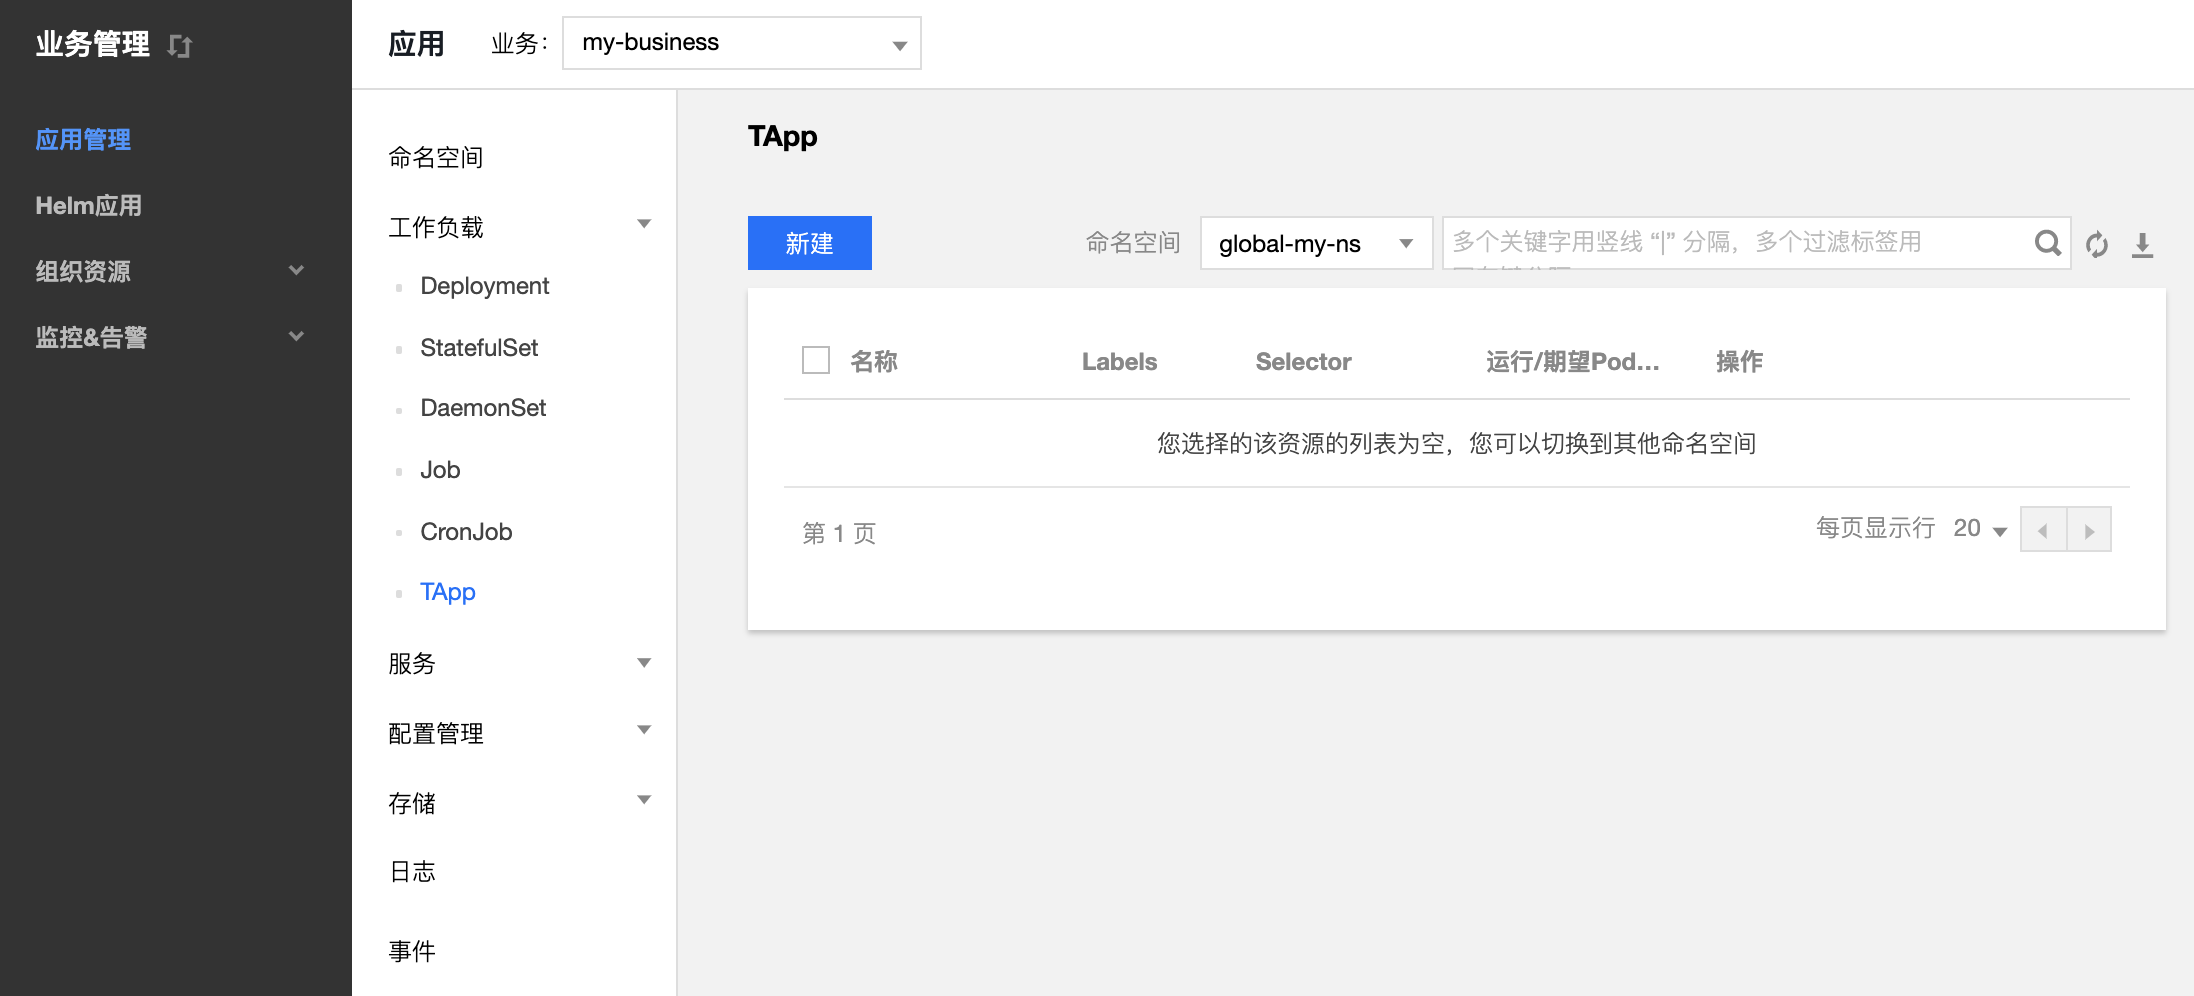 业务管理
应用管理
Helm应用
组织资源
监控&告警
应用
业务：
my-business
命名空间
工作负载
Deployment
StatefulSet
DaemonSet
Job
CronJob
TApp
服务
配置管理
存储
日志
事件
TApp
新建
命名空间
global-my-ns
多个关键字用竖线 “|” 分隔，多个过滤标签用
名称 Labels Selector 运行/期望Pod... 操作
您选择的该资源的列表为空，您可以切换到其他命名空间
第 1 页
每页显示行 20